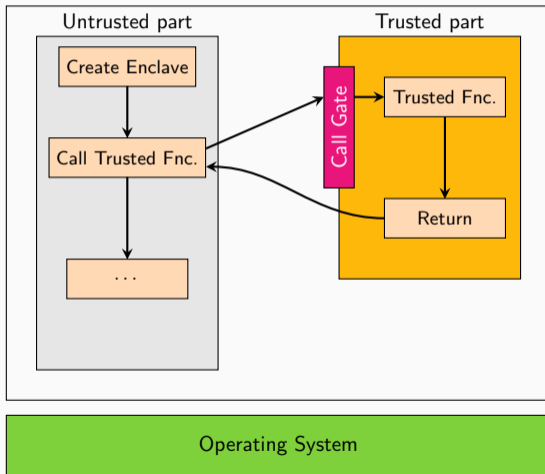 Untrusted part
Trusted part
Create Enclave
Call Trusted Fnc.
...
Call Gate
Trusted Fnc.
Return
Operating System